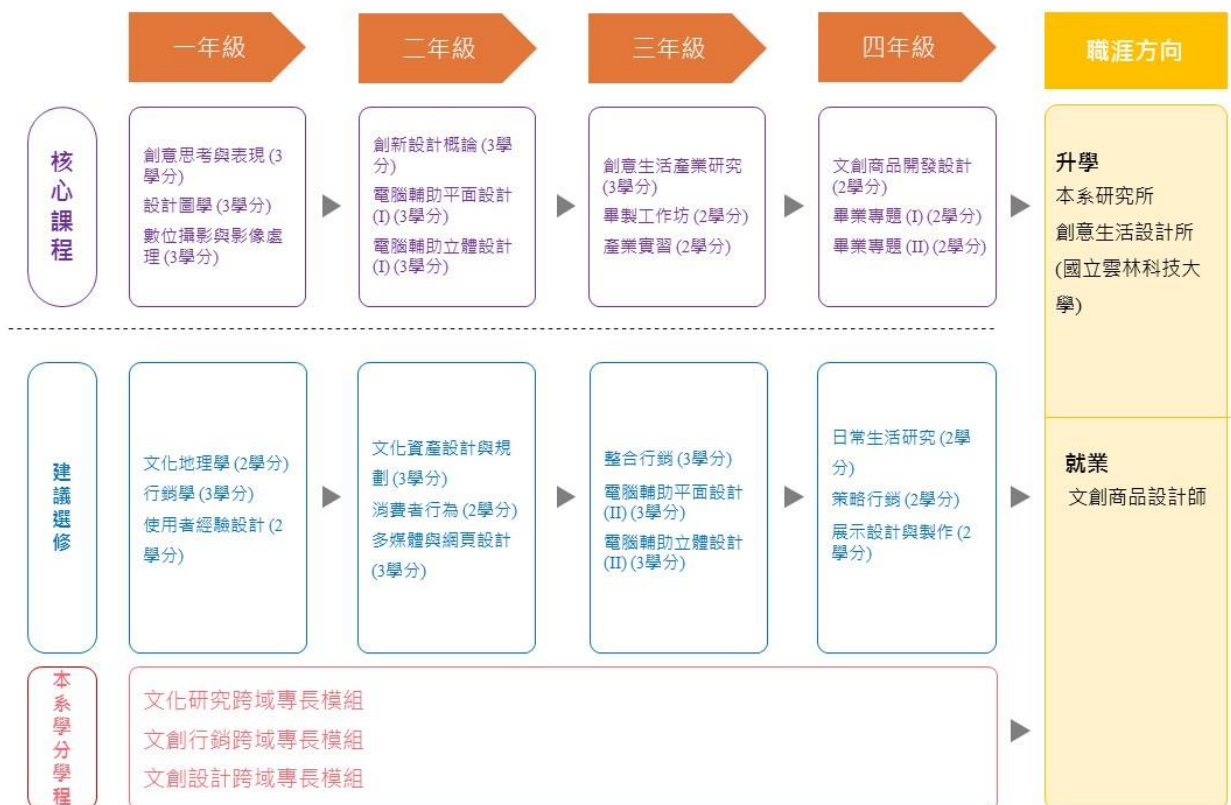 一年級
二年級
三年級
四年級
職涯方向
核心課程
創意思考與表現 (3
學分)
設計圖學 (3學分)
數位攝影與影像處
理 (3學分)
創新設計概論 (3學
分)
電腦輔助平面設計
(I) (3學分)
電腦輔助立體設計
(I) (3學分)
創意生活產業研究
(3學分)
畢製工作坊 (2學分)
產業實習 (2學分)
文創商品開發設計
(2學分)
畢業專題 (I) (2學分)
畢業專題 (II) (2學分)
升學
本系研究所
創意生活設計所
(國立雲林科技大
學)
建議選修
文化地理學 (2學分)
行銷學 (3學分)
使用者經驗設計 (2
學分)
文化資產設計與規
劃 (3學分)
消費者行為 (2學分)
多媒體與網頁設計
(3學分)
整合行銷 (3學分)
電腦輔助平面設計
(II) (3學分)
電腦輔助立體設計
(II) (3學分)
日常生活研究 (2學
分)
策略行銷 (2學分)
展示設計與製作 (2
學分)
就業
文創商品設計師
本系學分學程
文化研究跨域專長模組
文創行銷跨域專長模組
文創設計跨域專長模組